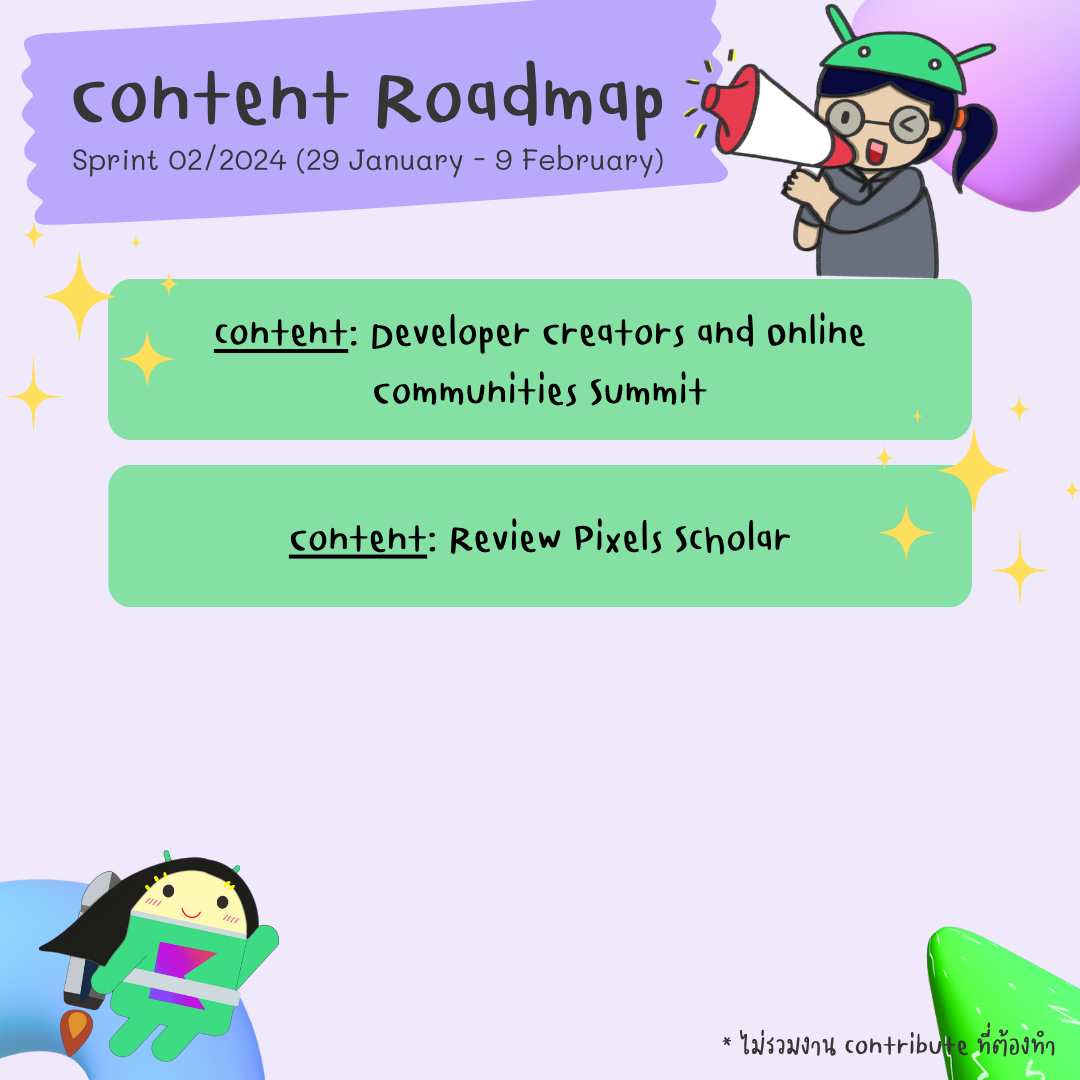 Content Roadmap
Sprint 02/2024 (29 January - 9 February)
Content: Developer Creators and Online
Communities Summit
Content: Review Pixels Scholar
* ไม่รวมงาน contribute ที่ต้องทำ